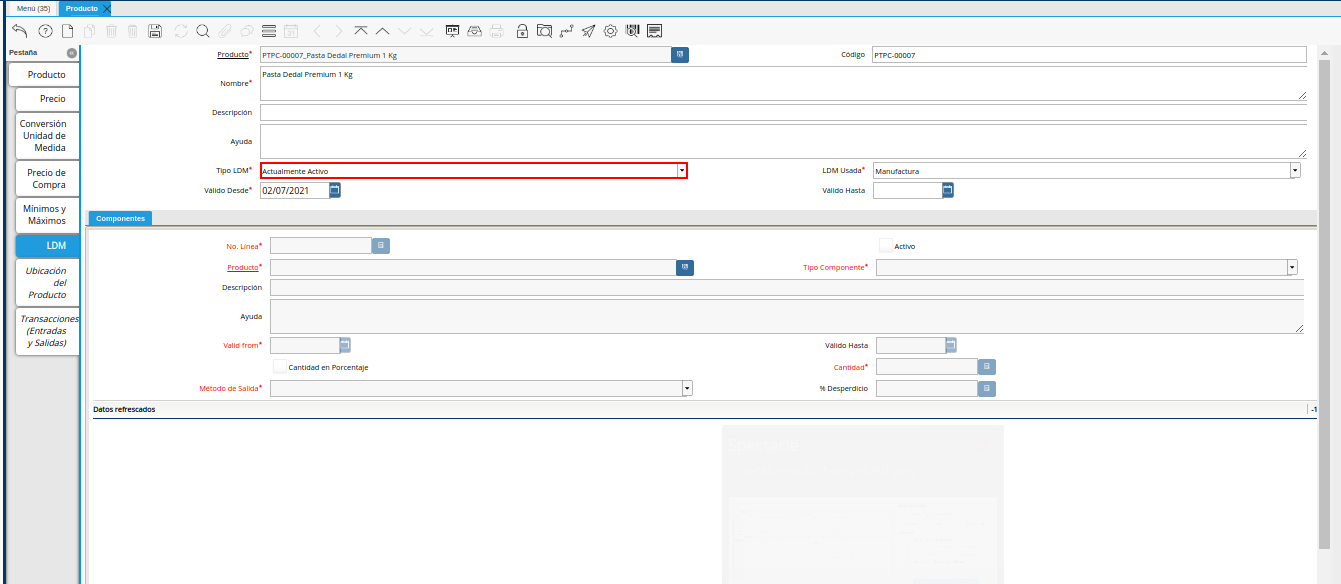 Menú (35) Producto
Pestaña
Producto* PTPC-00007_Pasta Dedal Premium 1 Kg Código PTPC-00007
Producto
Nombre* Pasta Dedal Premium 1 Kg
Precio
Descripción
Conversión
Unidad de
Medida
Ayuda
Precio de
Compra
Tipo LDM* Actualmente Activo LDM Usada* Manufactura
Válido Desde* 02/07/2021 Válido Hasta
Mínimos y
Máximos
Componentes
LDM
No. Linea* Activo
Ubicación
del
Producto
Producto* Tipo Componente*
Descripción
Transacciones
(Entradas
y Salidas)
Ayuda
Valid from* Válido Hasta
Cantidad en Porcentaje Cantidad*
Método de Salida* % Desperdicio
Datos refrescados -1